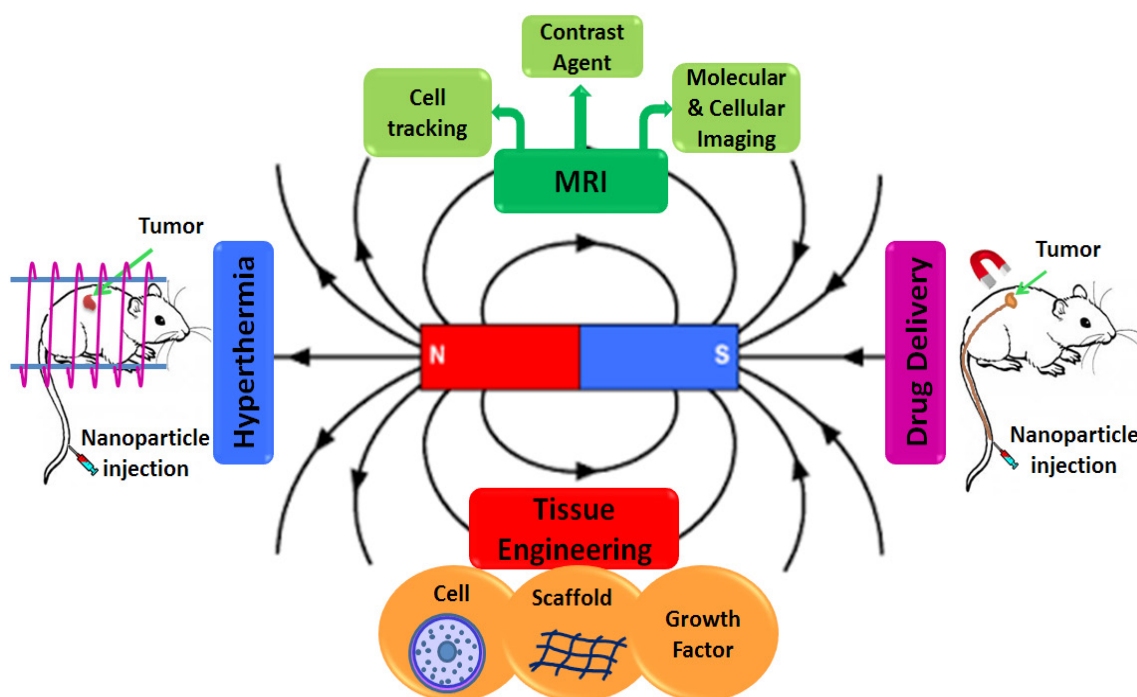 Contrast
Agent
Cell
tracking
Molecular
& Cellular
Imaging
MRI
Tumor
Hyperthermia
Nanoparticle
injection
N
S
Drug Delivery
Tumor
Nanoparticle
injection
Tissue
Engineering
Cell
Scaffold
Growth
Factor